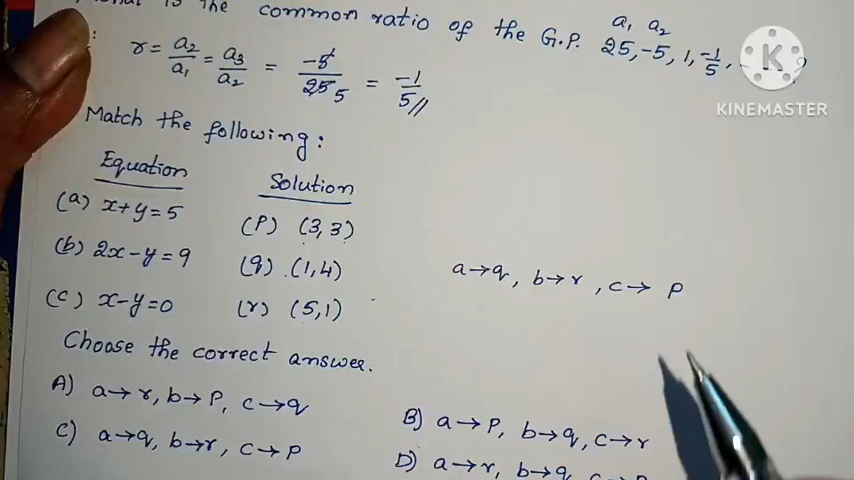 is the common ratio of the G.P. 25, -5, 1, -1/5,
a₁ a₂
r = a₂/a₁ = a₃/a₂ = -5/25 = -1/5 //
KINEMASTER
Match the following :
Equation Solution
(a) x+y=5 (P) (3,3)
(b) 2x-y=9 (q) (1,4)
a→q, b→r, c→ P
(c) x-y=0 (r) (5,1)
Choose the correct answer.
A) a→r, b→P, c→q
B) a→P, b→q, c→r
C) a→q, b→r, c→P
D) a→r, b→q, c→P